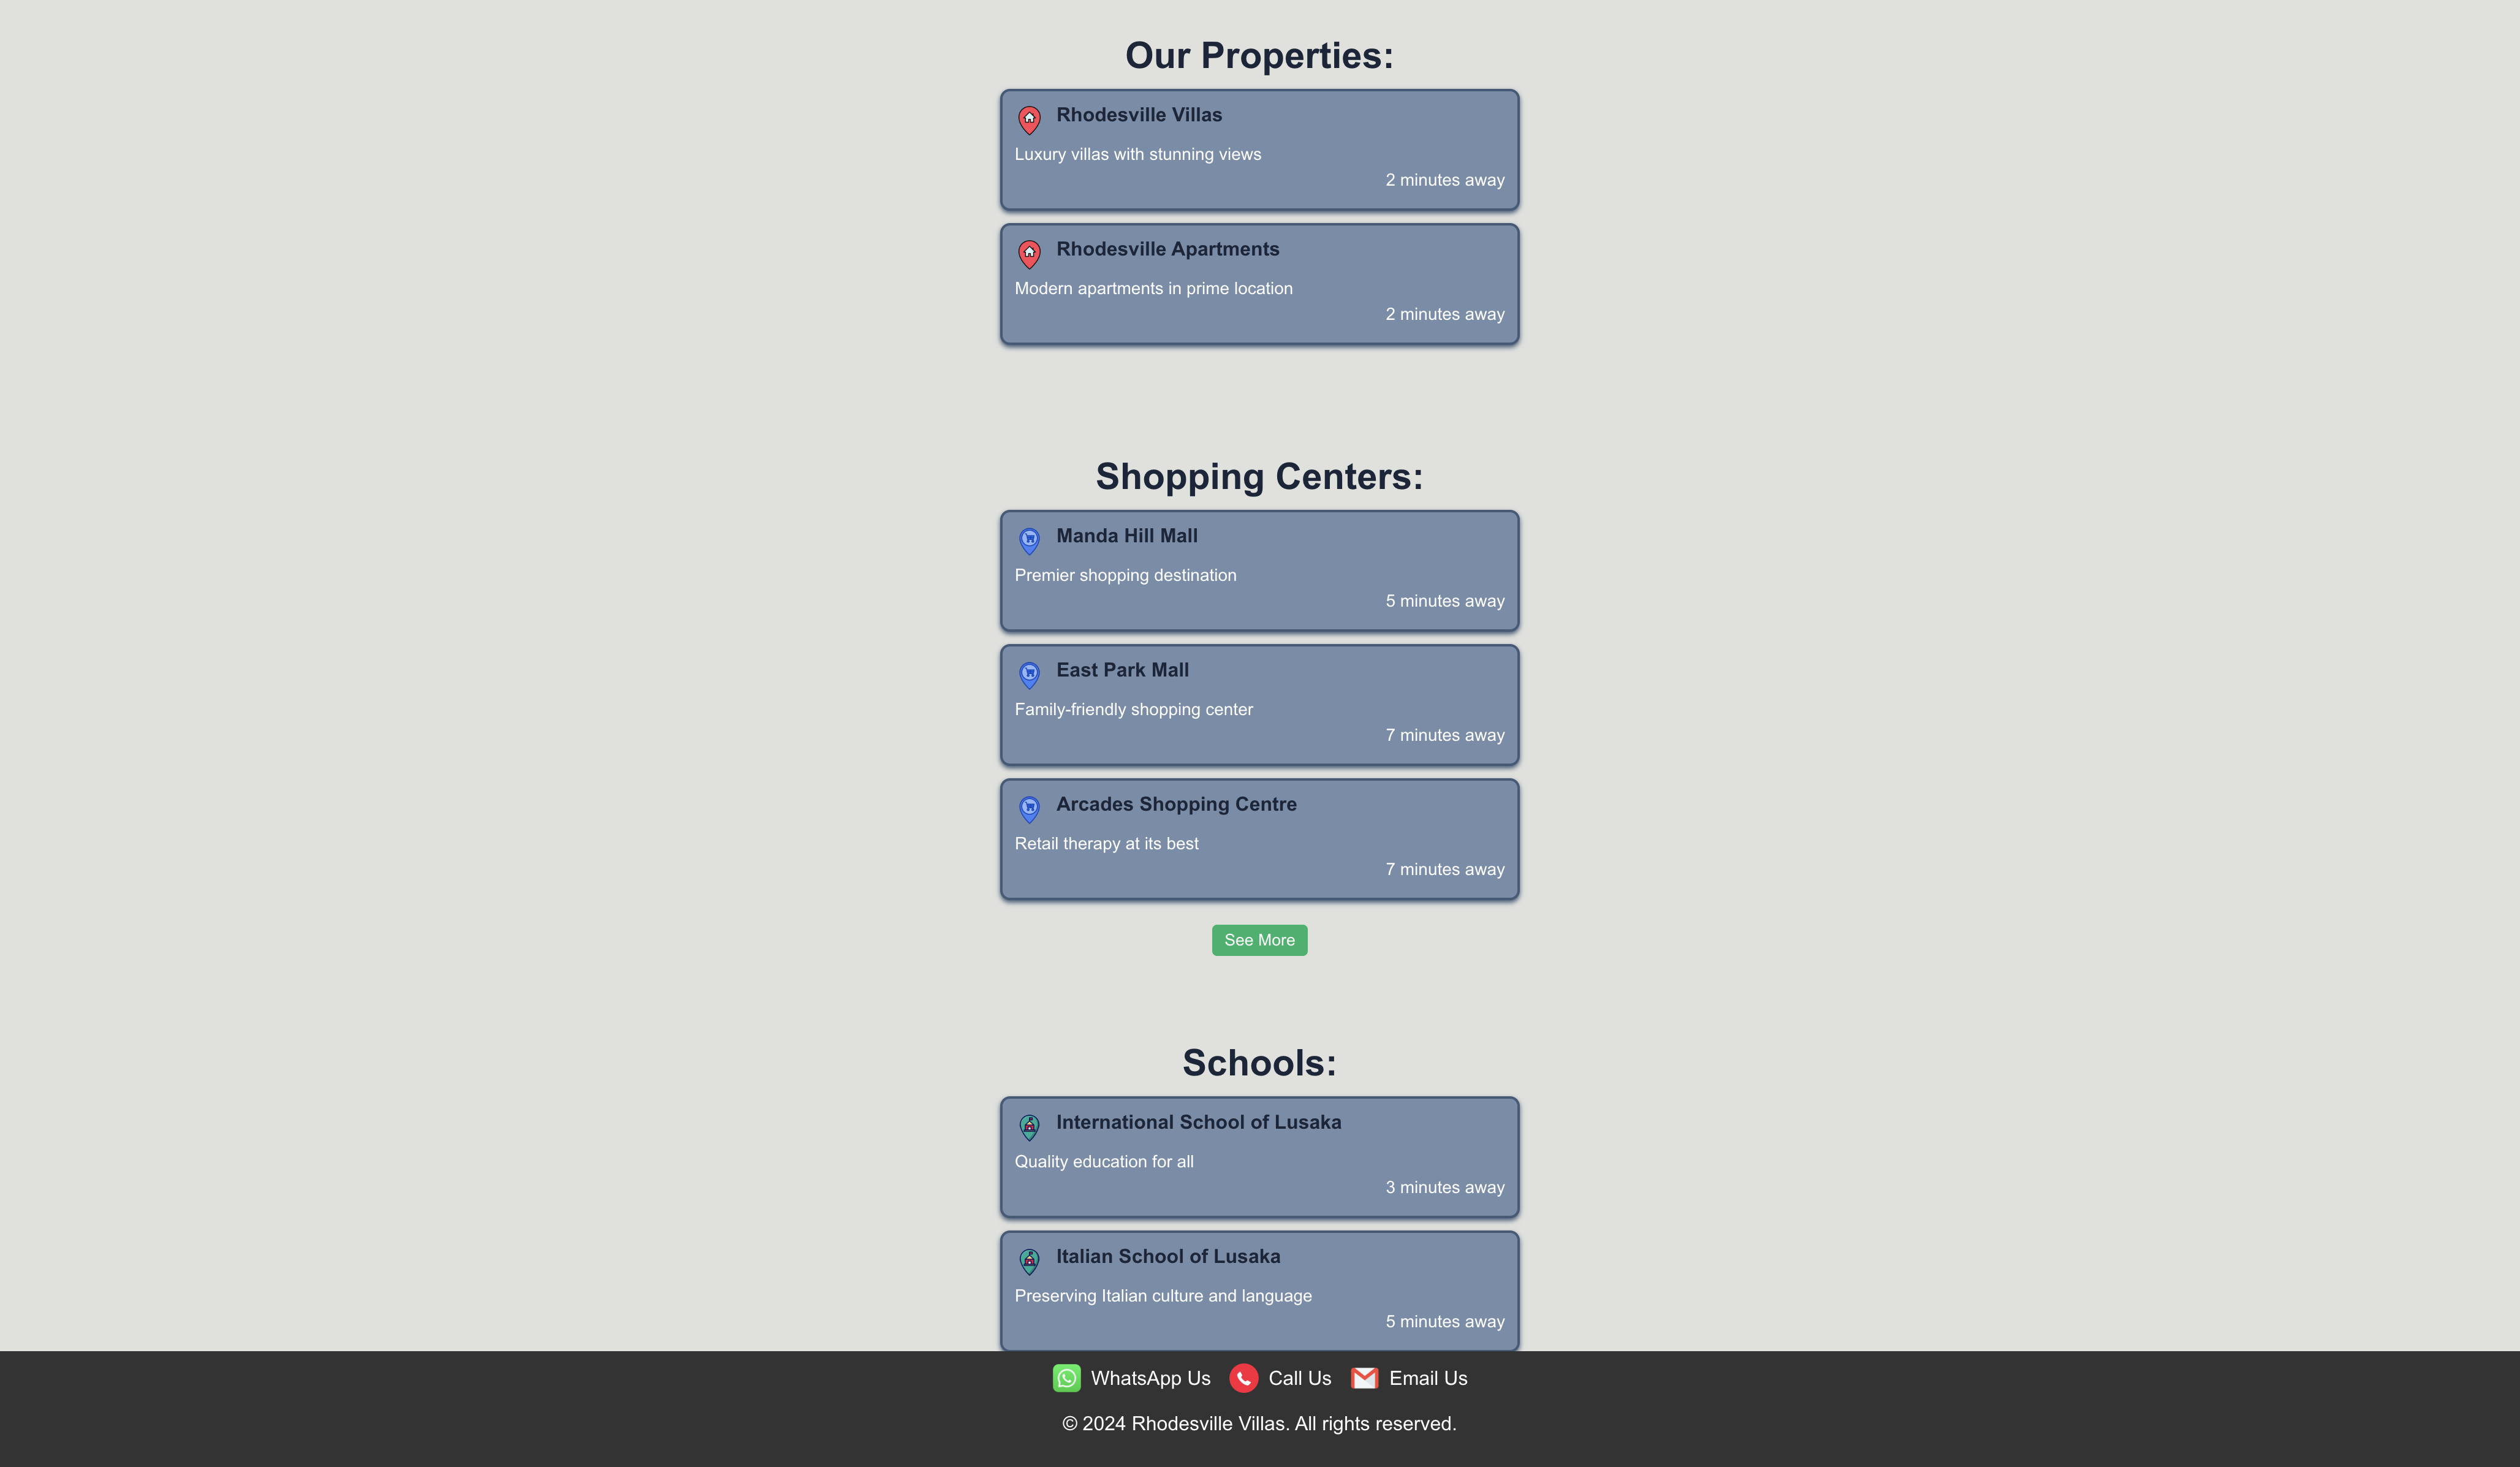 Our Properties:
Rhodesville Villas
Luxury villas with stunning views
2 minutes away
Rhodesville Apartments
Modern apartments in prime location
2 minutes away
Shopping Centers:
Manda Hill Mall
Premier shopping destination
5 minutes away
East Park Mall
Family-friendly shopping center
7 minutes away
Arcades Shopping Centre
Retail therapy at its best
7 minutes away
See More
Schools:
International School of Lusaka
Quality education for all
3 minutes away
Italian School of Lusaka
Preserving Italian culture and language
5 minutes away
WhatsApp Us Call Us Email Us
© 2024 Rhodesville Villas. All rights reserved.